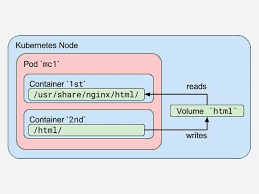 Kubernetes Node
Pod `mc1`
Container `1st`
/usr/share/nginx/html/
reads
Volume `html`
Container `2nd`
/html/
writes